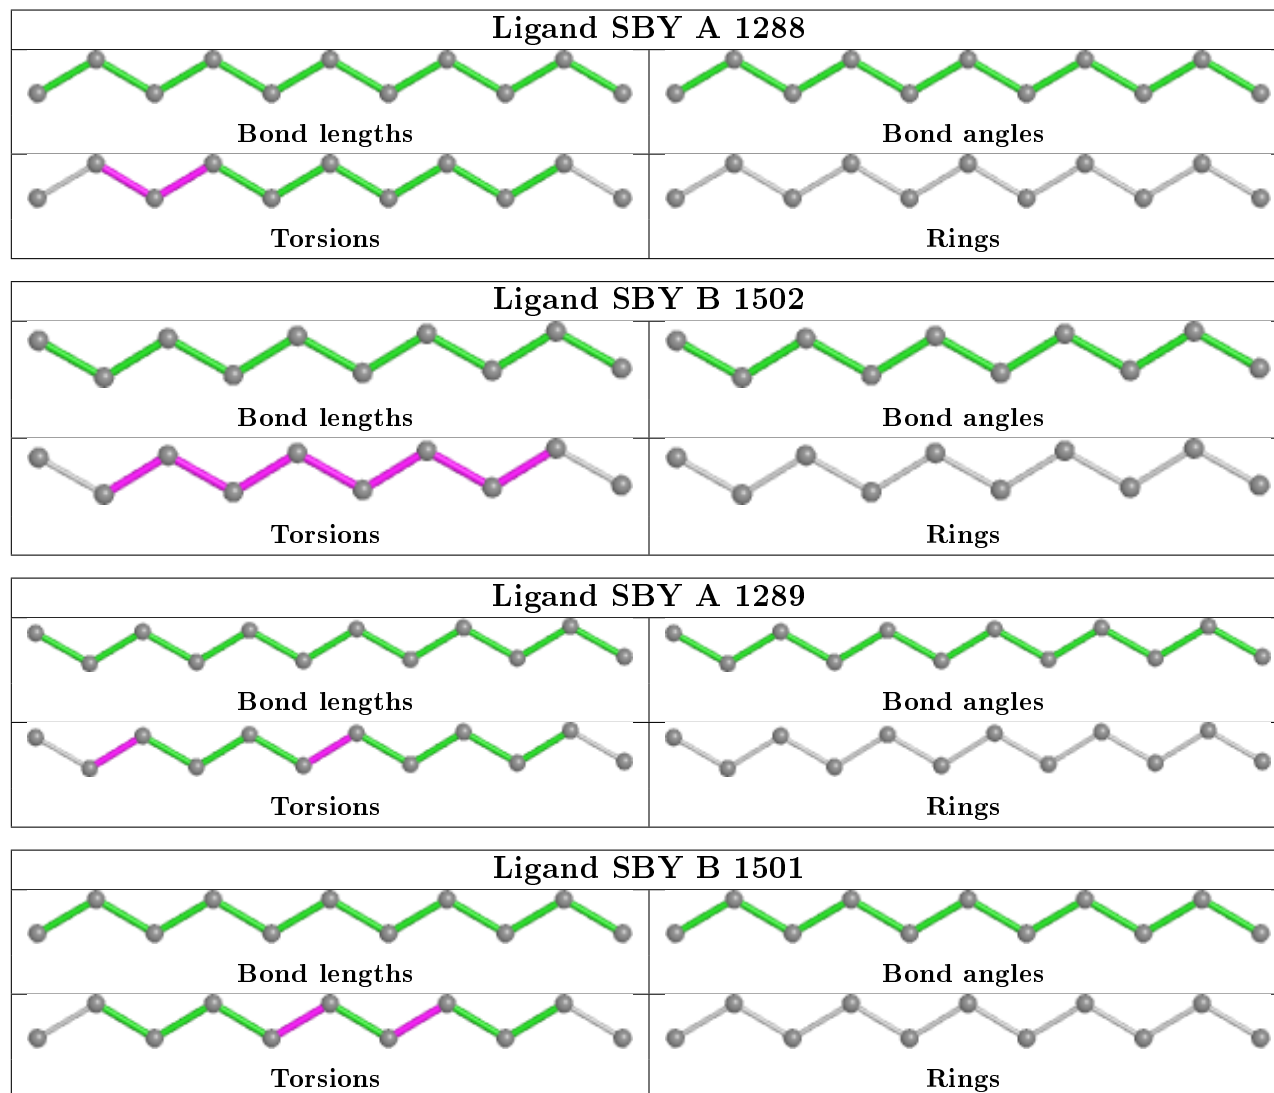 Ligand SBY A 1288
Bond lengths Bond angles
Torsions Rings
Ligand SBY B 1502
Bond lengths Bond angles
Torsions Rings
Ligand SBY A 1289
Bond lengths Bond angles
Torsions Rings
Ligand SBY B 1501
Bond lengths Bond angles
Torsions Rings